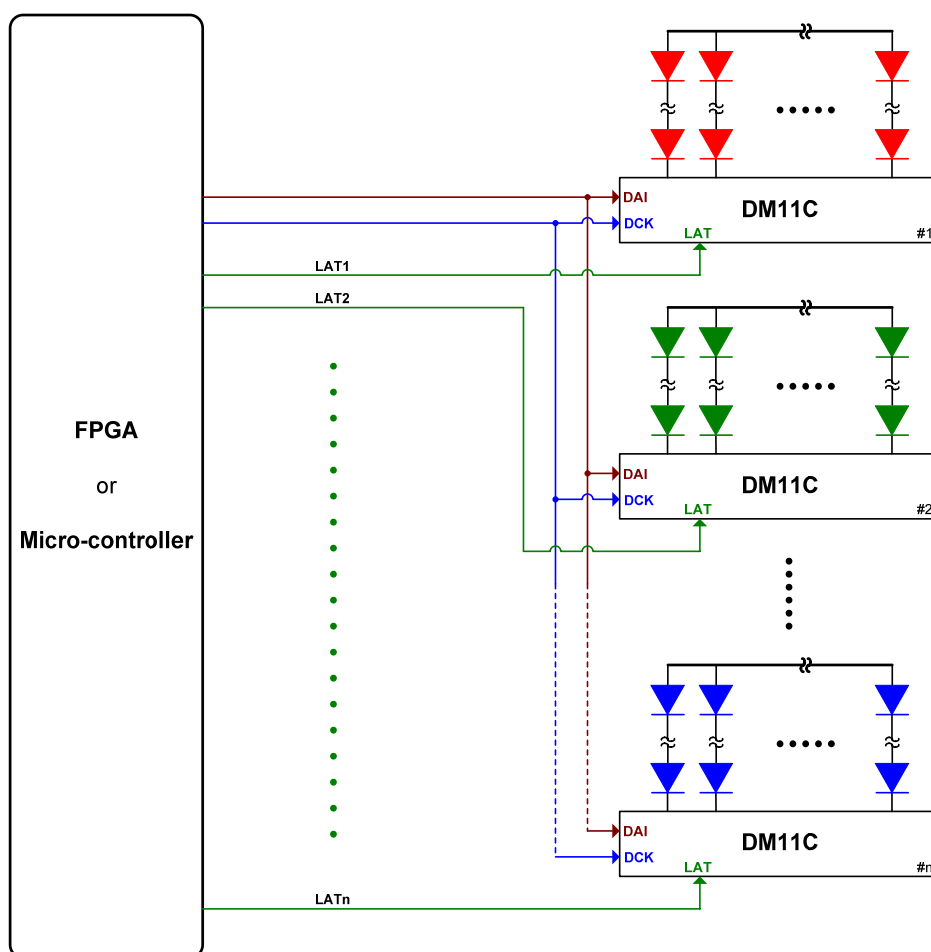 FPGA
or
Micro-controller
DAI
DCK
DM11C
LAT
#1
LAT1
LAT2
DAI
DCK
DM11C
LAT
#2
DAI
DCK
DM11C
LAT
#n
LATn